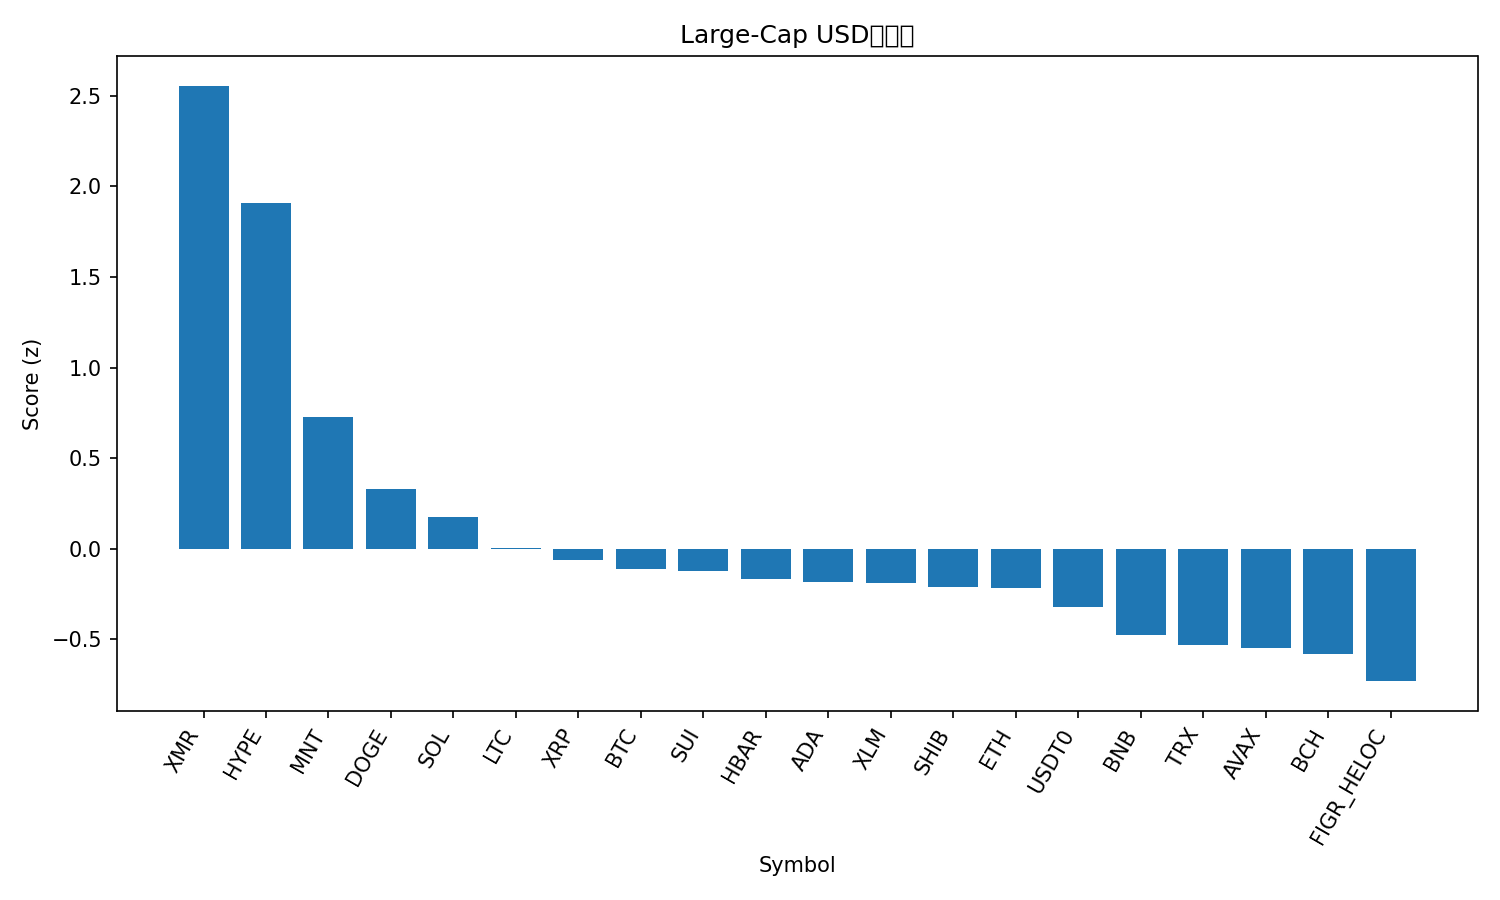 Large-Cap USD
Score (z)
2.5
2.0
1.5
1.0
0.5
0.0
−0.5
XMR
HYPE
MNT
DOGE
SOL
LTC
XRP
BTC
SUI
HBAR
ADA
XLM
SHIB
ETH
USDT0
BNB
TRX
AVAX
BCH
FIGR_HELOC
Symbol